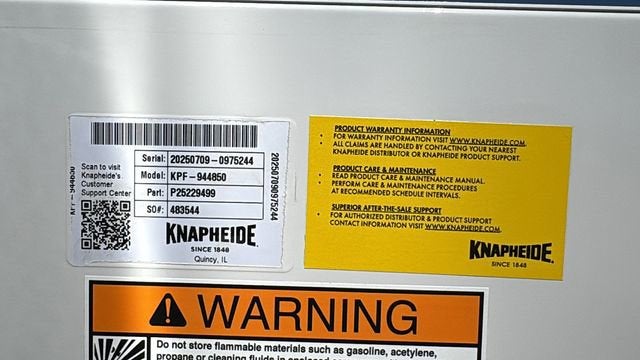 Scan to visit
Knapheide's
Customer
Support Center
KPF-944850
Serial: 20250709-0975244
Model: KPF-944850
Part: P25229499
SO#: 483544
202507090975244
KNAPHEIDE.
SINCE 1848
Quincy, IL
PRODUCT WARRANTY INFORMATION
• FOR WARRANTY INFORMATION VISIT WWW.KNAPHEIDE.COM.
• ALL CLAIMS ARE HANDLED BY CONTACTING YOUR NEAREST
KNAPHEIDE DISTRIBUTOR OR KNAPHEIDE PRODUCT SUPPORT.
PRODUCT CARE & MAINTENANCE
• READ PRODUCT CARE & MAINTENANCE MANUAL.
• PERFORM CARE & MAINTENANCE PROCEDURES
AT RECOMMENDED SCHEDULE INTERVALS.
SUPERIOR AFTER-THE-SALE SUPPORT
• FOR AUTHORIZED DISTRIBUTOR & PRODUCT SUPPORT
CONTACT INFORMATION VISIT WWW.KNAPHEIDE.COM.
KNAPHEIDE.
SINCE 1848
WARNING
Do not store flammable materials such as gasoline, acetylene,
propane or cleaning fluids in enclosed